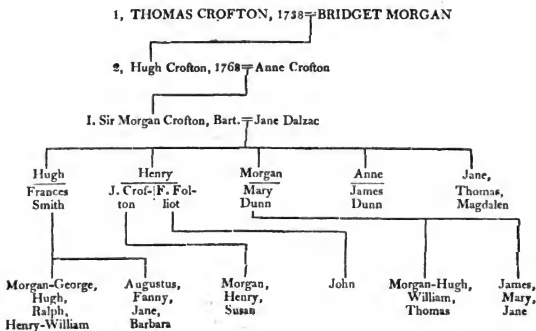 1, THOMAS CROFTON, 1738=BRIDGET MORGAN
2, Hugh Crofton, 1768=Anne Crofton
I. Sir Morgan Crofton, Bart.=Jane Dalzac
Hugh
Frances
Smith
Henry
J. Crof-|F. Fol-
ton liot
Morgan
Mary
Dunn
Anne
James
Dunn
Jane,
Thomas,
Magdalen
Morgan-George,
Hugh,
Ralph,
Henry-William
Augustus,
Fanny,
Jane,
Barbara
Morgan,
Henry,
Susan
John
Morgan-Hugh,
William,
Thomas
James,
Mary,
Jane